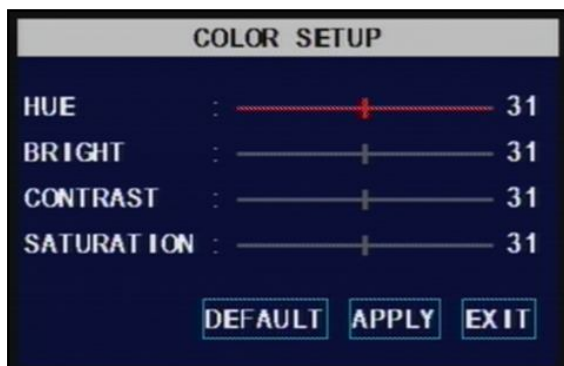 COLOR SETUP
HUE : 31
BRIGHT : 31
CONTRAST : 31
SATURATION : 31
DEFAULT APPLY EXIT